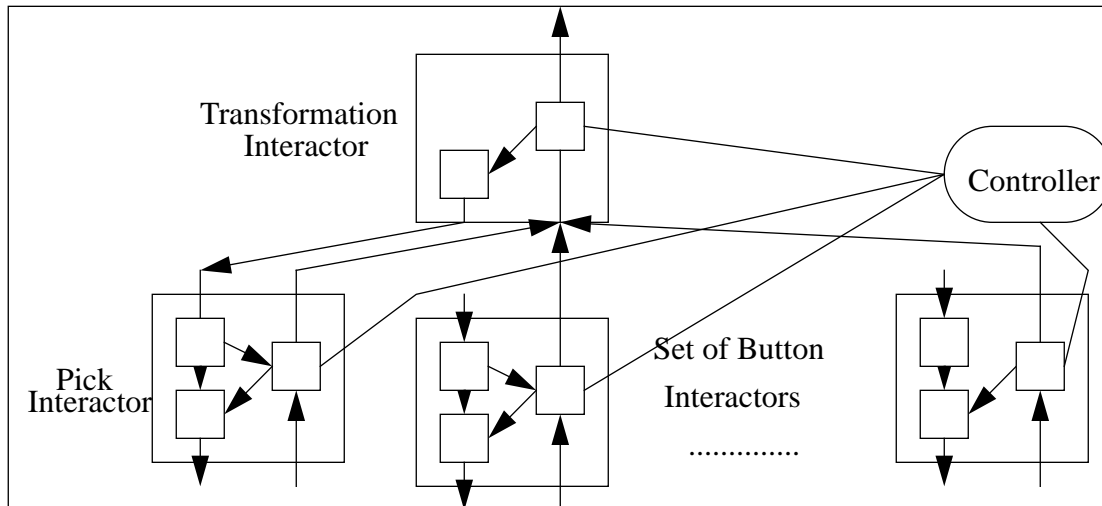 Transformation
Interactor
Controller
Set of Button
Interactors
..............
Pick
Interactor